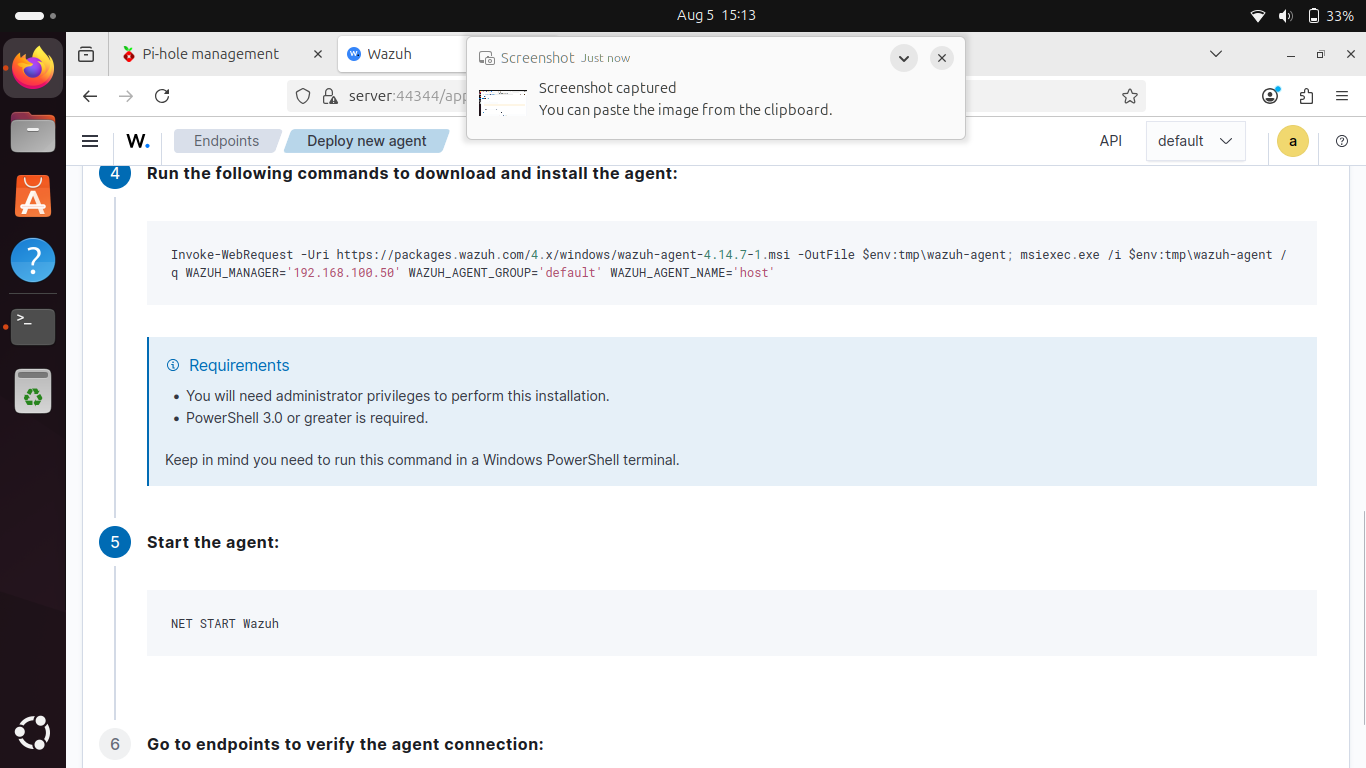 Aug 5 15:13
33%
Pi-hole management
Wazuh
Screenshot Just now
Screenshot captured
You can paste the image from the clipboard.
server:44344/app
W.
Endpoints
Deploy new agent
API
default
a
4
Run the following commands to download and install the agent:
Invoke-WebRequest -Uri https://packages.wazuh.com/4.x/windows/wazuh-agent-4.14.7-1.msi -OutFile $env:tmp\wazuh-agent; msiexec.exe /i $env:tmp\wazuh-agent /
q WAZUH_MANAGER='192.168.100.50' WAZUH_AGENT_GROUP='default' WAZUH_AGENT_NAME='host'
Requirements
• You will need administrator privileges to perform this installation.
• PowerShell 3.0 or greater is required.
Keep in mind you need to run this command in a Windows PowerShell terminal.
5
Start the agent:
NET START Wazuh
6
Go to endpoints to verify the agent connection: